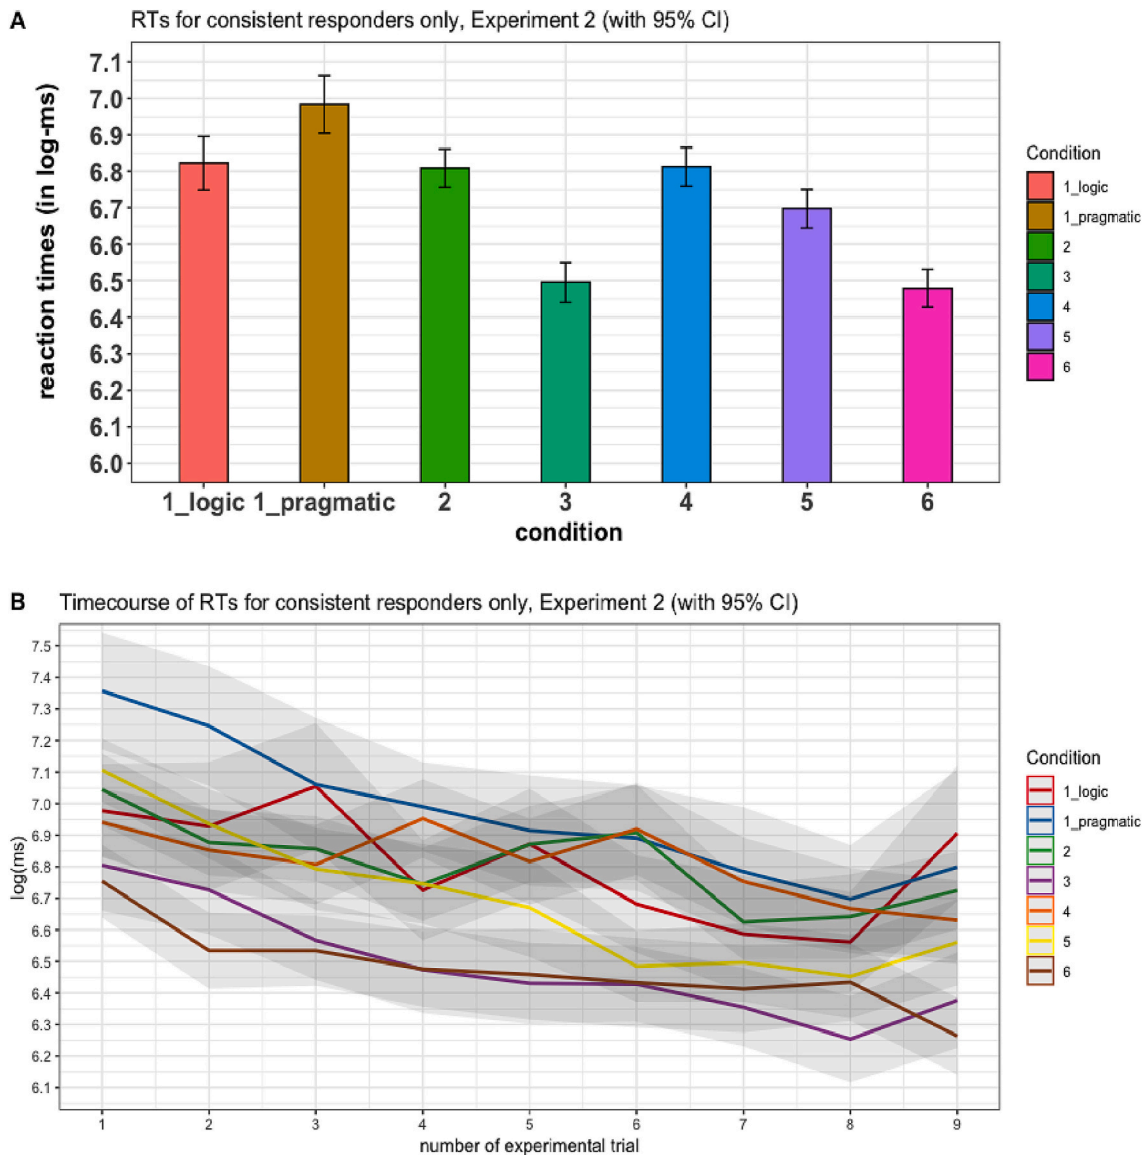 A
RTs for consistent responders only, Experiment 2 (with 95% CI)
reaction times (in log-ms)
7.1
7.0
6.9
6.8
6.7
6.6
6.5
6.4
6.3
6.2
6.1
6.0
1_logic 1_pragmatic 2 3 4 5 6
condition
Condition
1_logic
1_pragmatic
2
3
4
5
6
B
Timecourse of RTs for consistent responders only, Experiment 2 (with 95% CI)
log(ms)
7.5
7.4
7.3
7.2
7.1
7.0
6.9
6.8
6.7
6.6
6.5
6.4
6.3
6.2
6.1
1 2 3 4 5 6 7 8 9
number of experimental trial
Condition
1_logic
1_pragmatic
2
3
4
5
6